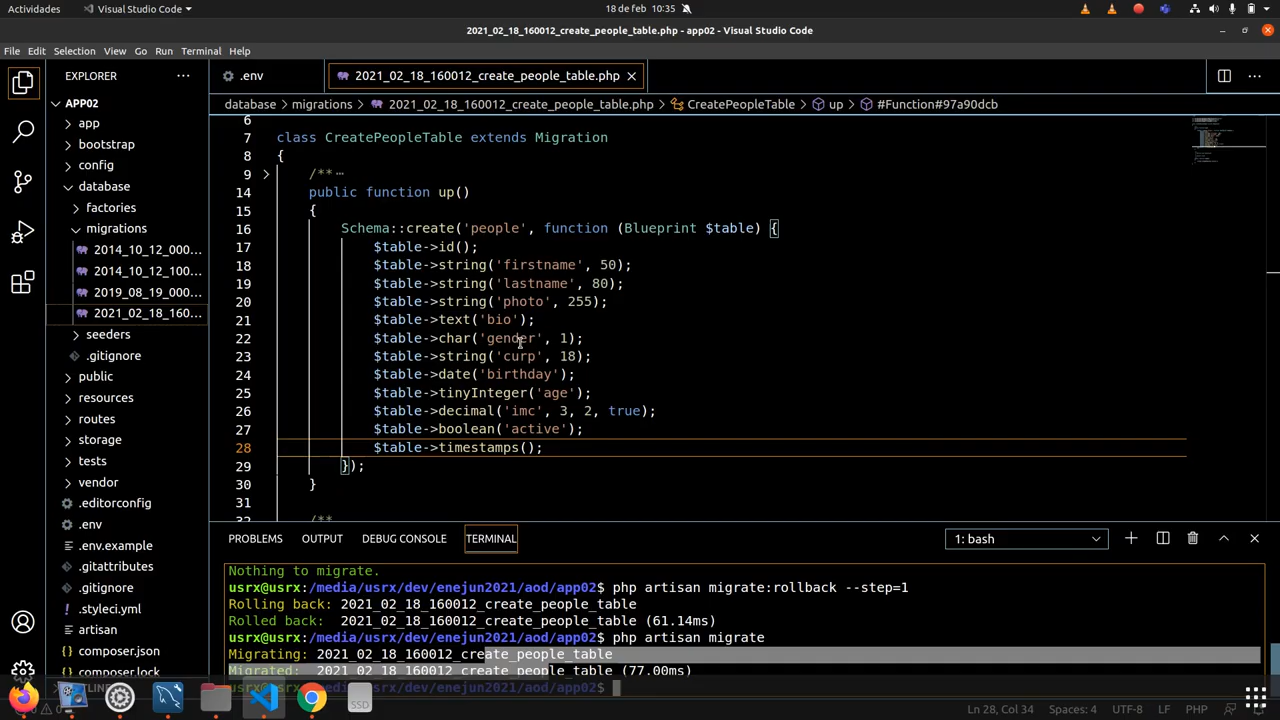 Actividades
Visual Studio Code
18 de feb 10:35
2021_02_18_160012_create_people_table.php - app02 - Visual Studio Code
File Edit Selection View Go Run Terminal Help
EXPLORER
.env
2021_02_18_160012_create_people_table.php
APP02
app
bootstrap
config
database
factories
migrations
2014_10_12_000...
2014_10_12_100...
2019_08_19_000...
2021_02_18_160...
seeders
.gitignore
public
resources
routes
storage
tests
vendor
.editorconfig
.env
.env.example
.gitattributes
.gitignore
.styleci.yml
artisan
composer.json
composer.lock
database > migrations > 2021_02_18_160012_create_people_table.php > CreatePeopleTable > up > #Function#97a90dcb
6
7 class CreatePeopleTable extends Migration
8 {
9 /** ...
14 public function up()
15 {
16 Schema::create('people', function (Blueprint $table) {
17 $table->id();
18 $table->string('firstname', 50);
19 $table->string('lastname', 80);
20 $table->string('photo', 255);
21 $table->text('bio');
22 $table->char('gender', 1);
23 $table->string('curp', 18);
24 $table->date('birthday');
25 $table->tinyInteger('age');
26 $table->decimal('imc', 3, 2, true);
27 $table->boolean('active');
28 $table->timestamps();
29 });
30 }
31
32 /**
PROBLEMS OUTPUT DEBUG CONSOLE TERMINAL
1: bash
Nothing to migrate.
usrx@usrx:/media/usrx/dev/enejun2021/aod/app02$ php artisan migrate:rollback --step=1
Rolling back: 2021_02_18_160012_create_people_table
Rolled back:  2021_02_18_160012_create_people_table (61.14ms)
usrx@usrx:/media/usrx/dev/enejun2021/aod/app02$ php artisan migrate
Migrating: 2021_02_18_160012_create_people_table
Migrated:  2021_02_18_160012_create_people_table (77.00ms)
usrx@usrx:/media/usrx/dev/enejun2021/aod/app02$
SSD
Ln 28, Col 34 Spaces: 4 UTF-8 LF PHP